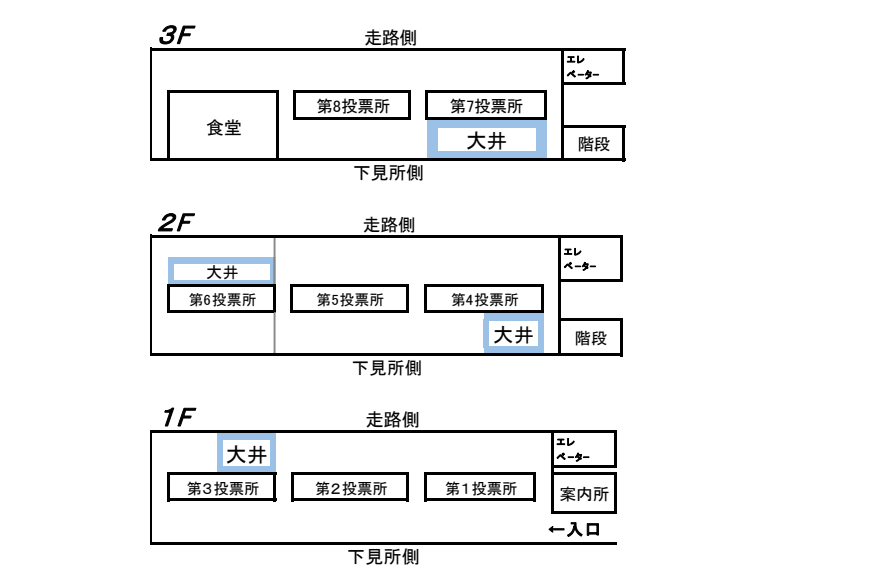 3F
走路側
エレ
ベーター
第8投票所
第7投票所
食堂
大井
階段
下見所側
2F
走路側
エレ
ベーター
大井
第6投票所
第5投票所
第4投票所
大井
階段
下見所側
1F
走路側
エレ
ベーター
大井
第3投票所
第2投票所
第1投票所
案内所
←入口
下見所側